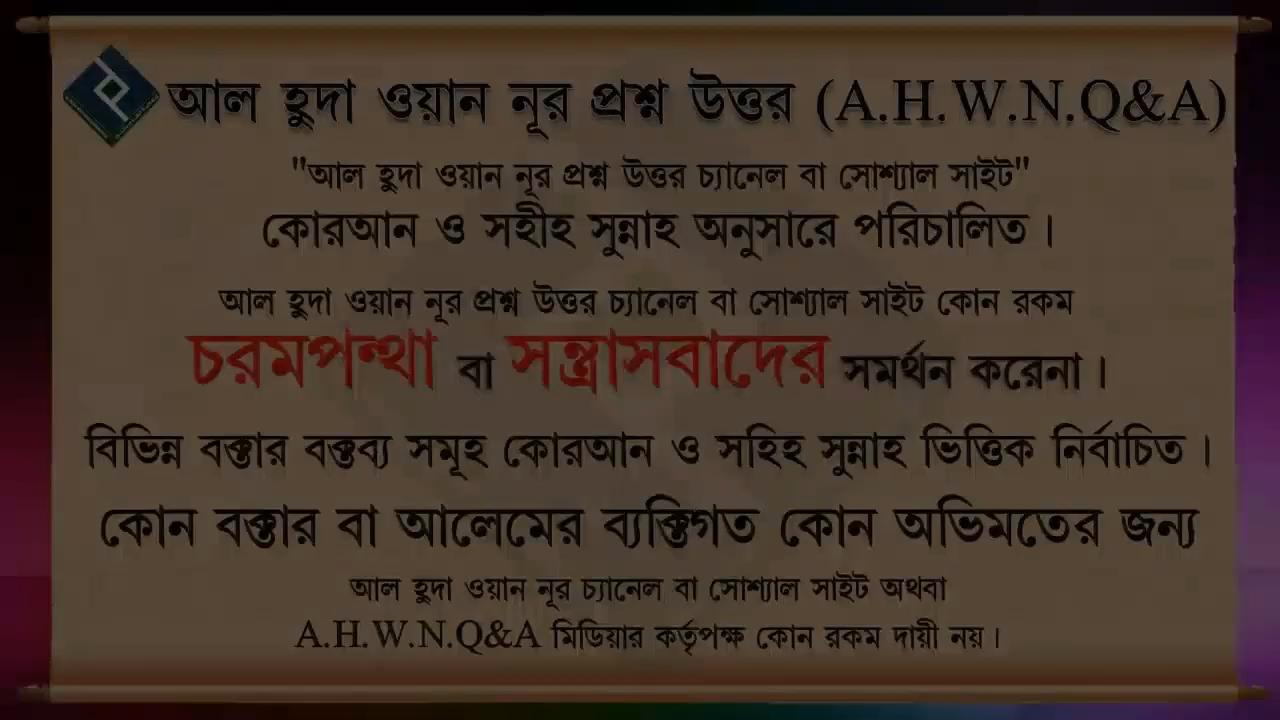 আল হুদা ওয়ান নূর প্রশ্ন উত্তর (A.H.W.N.Q&A)
"আল হুদা ওয়ান নূর প্রশ্ন উত্তর চ্যানেল বা সোশ্যাল সাইট"
কোরআন ও সহীহ সুন্নাহ অনুসারে পরিচালিত।
আল হুদা ওয়ান নূর প্রশ্ন উত্তর চ্যানেল বা সোশ্যাল সাইট কোন রকম
চরমপন্থা বা সন্ত্রাসবাদের সমর্থন করেনা।
বিভিন্ন বক্তার বক্তব্য সমূহ কোরআন ও সহিহ সুন্নাহ ভিত্তিক নির্বাচিত।
কোন বক্তার বা আলেমের ব্যক্তিগত কোন অভিমতের জন্য
আল হুদা ওয়ান নূর চ্যানেল বা সোশ্যাল সাইট অথবা
A.H.W.N.Q&A মিডিয়ার কর্তৃপক্ষ কোন রকম দায়ী নয়।